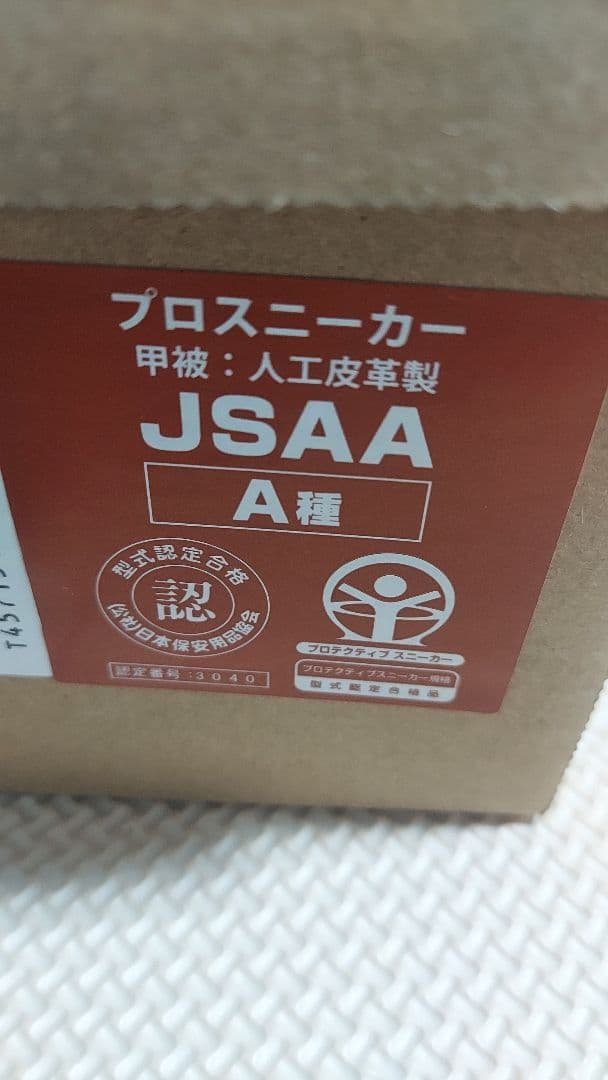 プロスニーカー
甲被：人工皮革製
JSAA
A種
型式認定合格
認
(公社)日本保安用品協会
認定番号：3040
プロテクティブ スニーカー
プロテクティブスニーカー規格
型式認定合格品